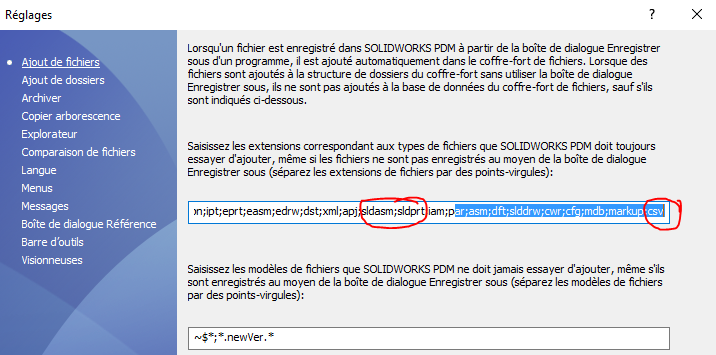 Réglages
? ×
Ajout de fichiers
Ajout de dossiers
Archiver
Copier arborescence
Explorateur
Comparaison de fichiers
Langue
Menus
Messages
Boîte de dialogue Référence
Barre d'outils
Visionneuses
Lorsqu'un fichier est enregistré dans SOLIDWORKS PDM à partir de la boîte de dialogue Enregistrer
sous d'un programme, il est ajouté automatiquement dans le coffre-fort de fichiers. Lorsque des
fichiers sont ajoutés à la structure de dossiers du coffre-fort sans utiliser la boîte de dialogue
Enregistrer sous, ils ne sont pas ajoutés à la base de données du coffre-fort de fichiers, sauf s'ils
sont indiqués ci-dessous.
Saisissez les extensions correspondant aux types de fichiers que SOLIDWORKS PDM doit toujours
essayer d'ajouter, même si les fichiers ne sont pas enregistrés au moyen de la boîte de dialogue
Enregistrer sous (séparez les extensions de fichiers par des points-virgules):
n;ipt;eprt;easm;edrw;dst;xml;apj;sldasm;sldprt;iam;par;asm;dft;slddrw;cwr;cfg;mdb;markup;csv
Saisissez les modèles de fichiers que SOLIDWORKS PDM ne doit jamais essayer d'ajouter, même s'ils
sont enregistrés au moyen de la boîte de dialogue Enregistrer sous (séparez les modèles de fichiers
par des points-virgules):
~$*;*.newVer.*